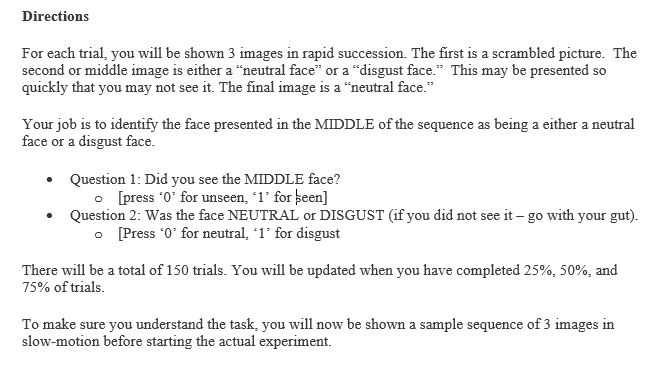 Directions
For each trial, you will be shown 3 images in rapid succession. The first is a scrambled picture. The
second or middle image is either a “neutral face” or a “disgust face.” This may be presented so
quickly that you may not see it. The final image is a “neutral face.”
Your job is to identify the face presented in the MIDDLE of the sequence as being a either a neutral
face or a disgust face.
• Question 1: Did you see the MIDDLE face?
o [press ‘0’ for unseen, ‘1’ for seen]
• Question 2: Was the face NEUTRAL or DISGUST (if you did not see it – go with your gut).
o [Press ‘0’ for neutral, ‘1’ for disgust
There will be a total of 150 trials. You will be updated when you have completed 25%, 50%, and
75% of trials.
To make sure you understand the task, you will now be shown a sample sequence of 3 images in
slow-motion before starting the actual experiment.